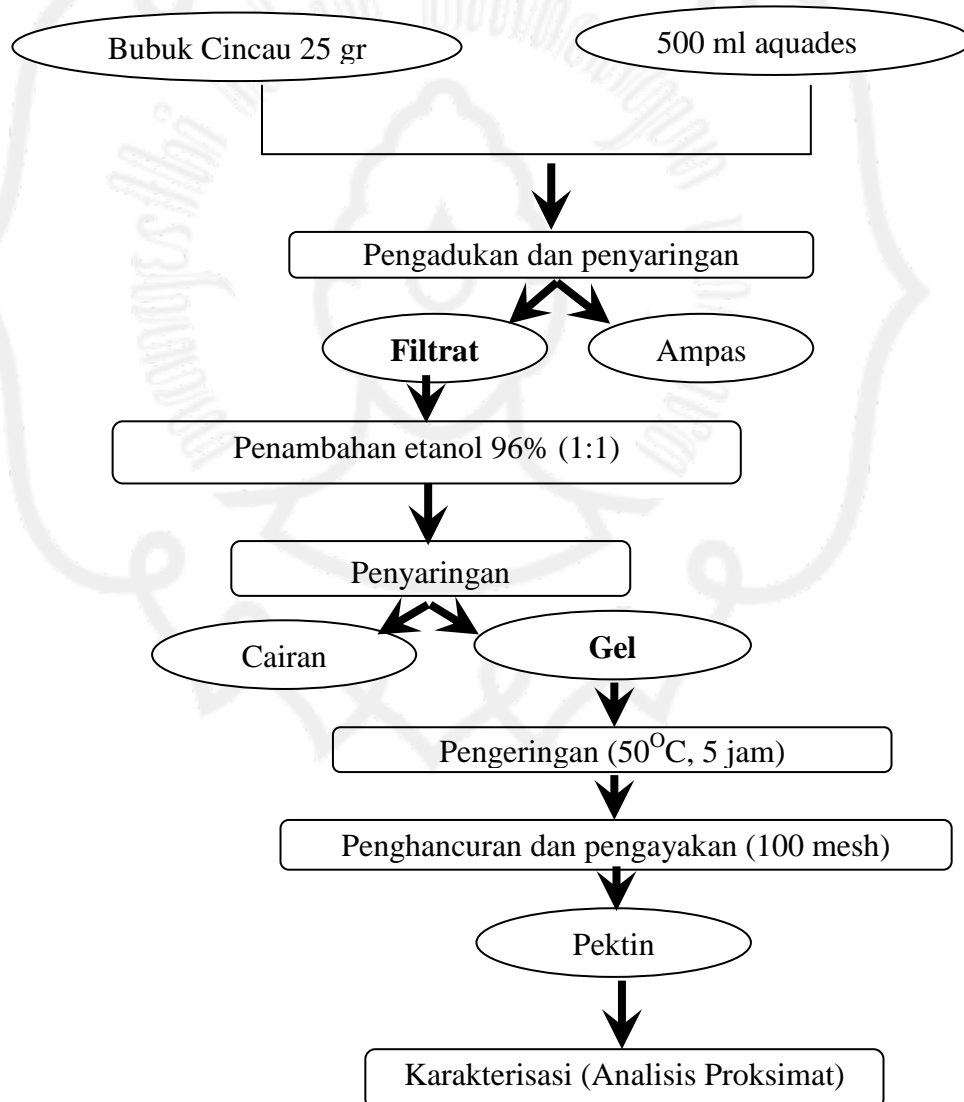 Bubuk Cincau 25 gr
500 ml aquades
Pengadukan dan penyaringan
Filtrat
Ampas
Penambahan etanol 96% (1:1)
Penyaringan
Cairan
Gel
Pengeringan (50°C, 5 jam)
Penghancuran dan pengayakan (100 mesh)
Pektin
Karakterisasi (Analisis Proksimat)